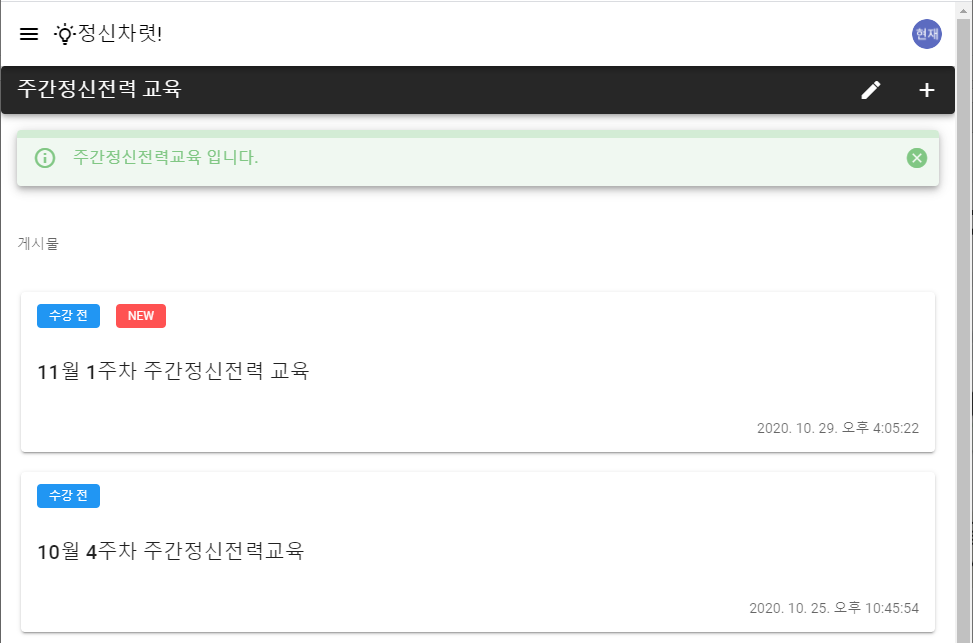 정신차렷!
현재
주간정신전력 교육
주간정신전력교육 입니다.
게시물
수강 전 NEW
11월 1주차 주간정신전력 교육
2020. 10. 29. 오후 4:05:22
수강 전
10월 4주차 주간정신전력교육
2020. 10. 25. 오후 10:45:54